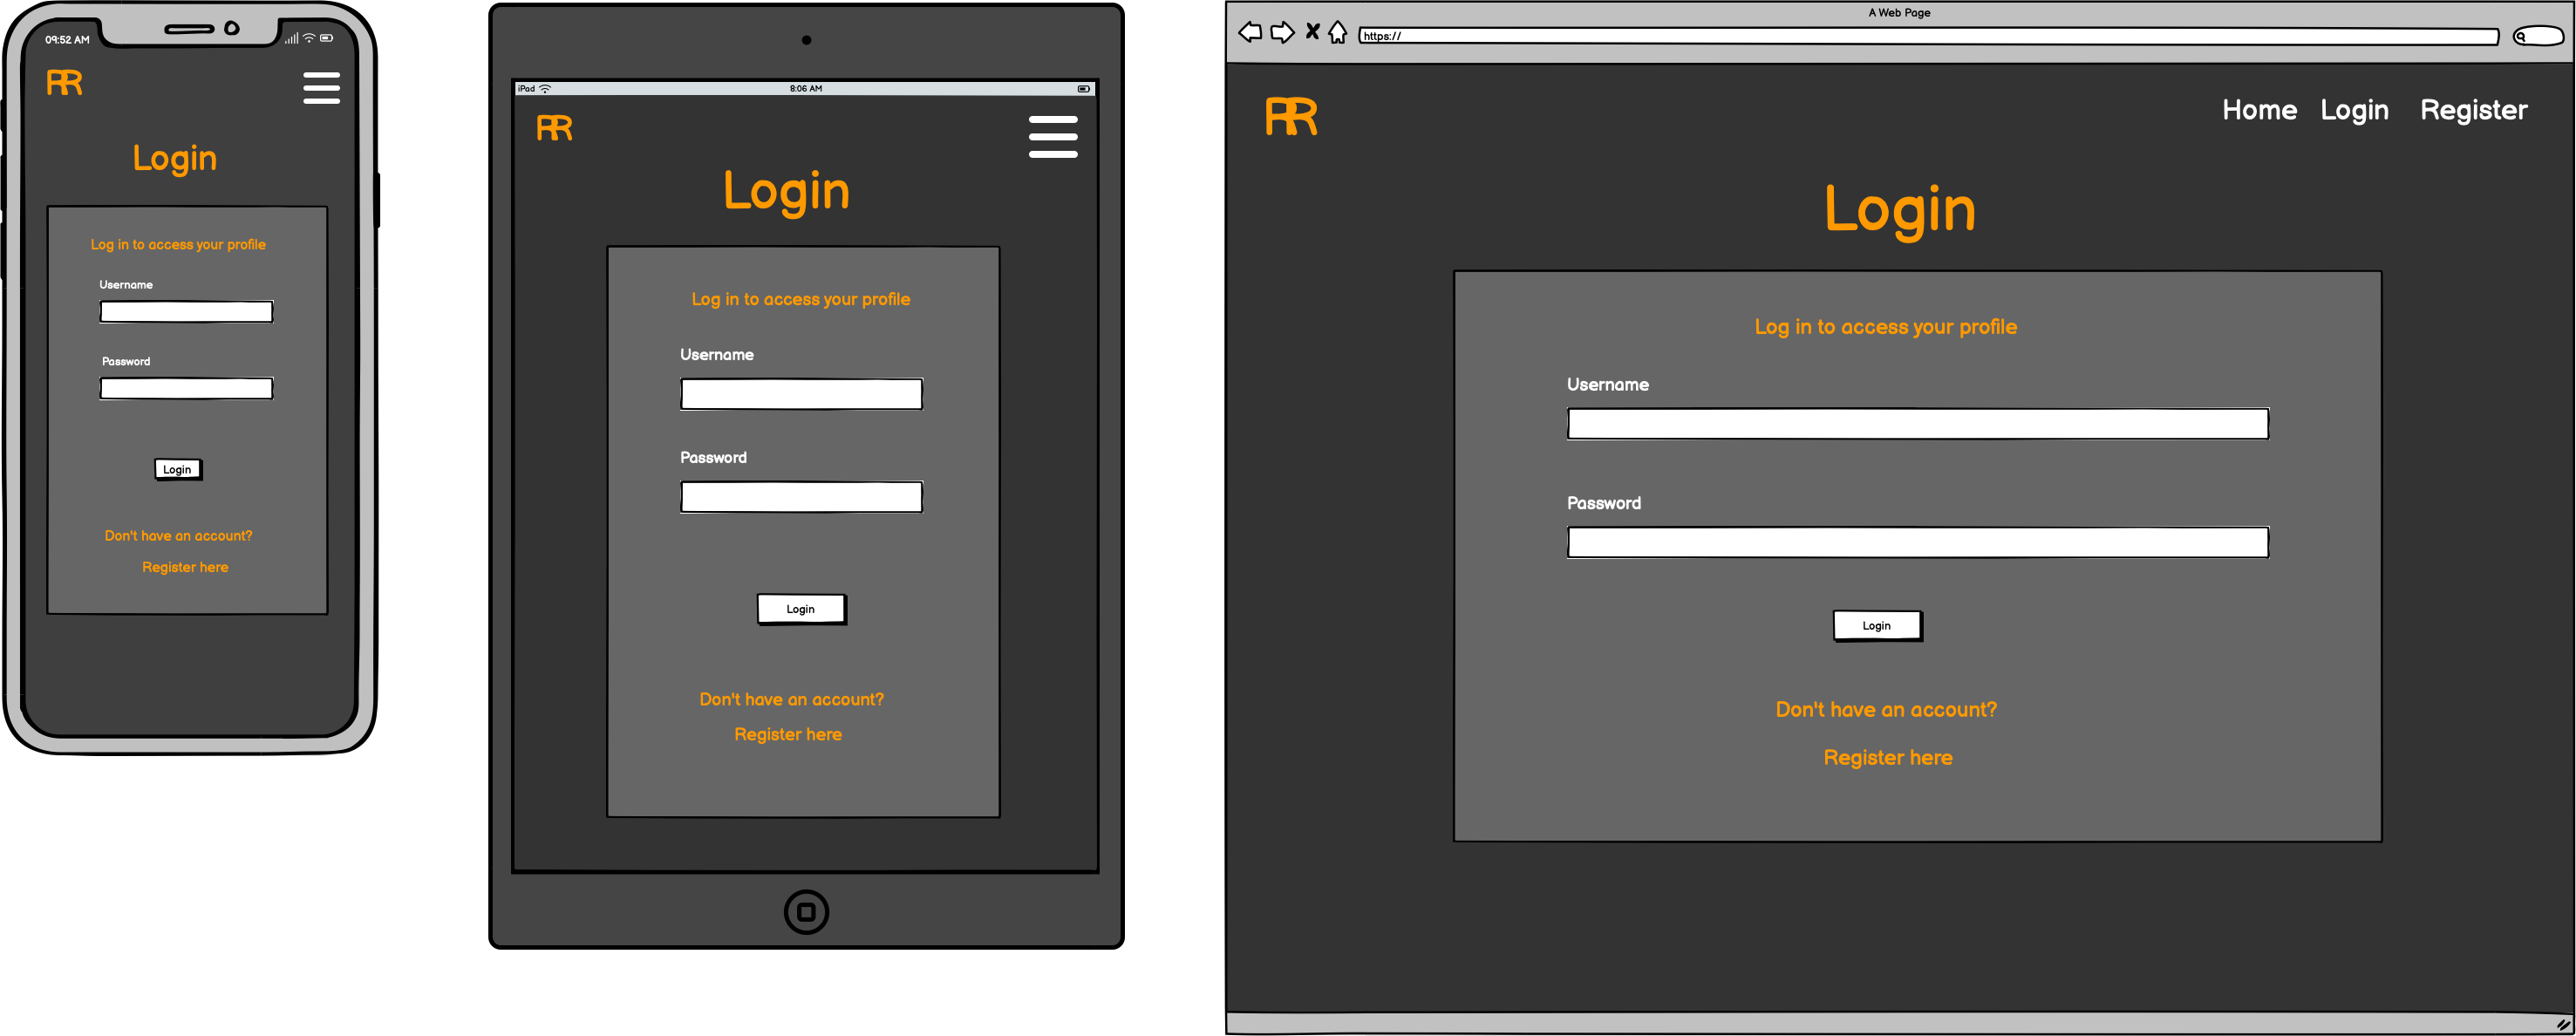 09:52 AM
RR
Login
Log in to access your profile
Username
Password
Login
Don't have an account?
Register here
iPad
8:06 AM
RR
Login
Log in to access your profile
Username
Password
Login
Don't have an account?
Register here
A Web Page
https://
RR
Home Login Register
Login
Log in to access your profile
Username
Password
Login
Don't have an account?
Register here